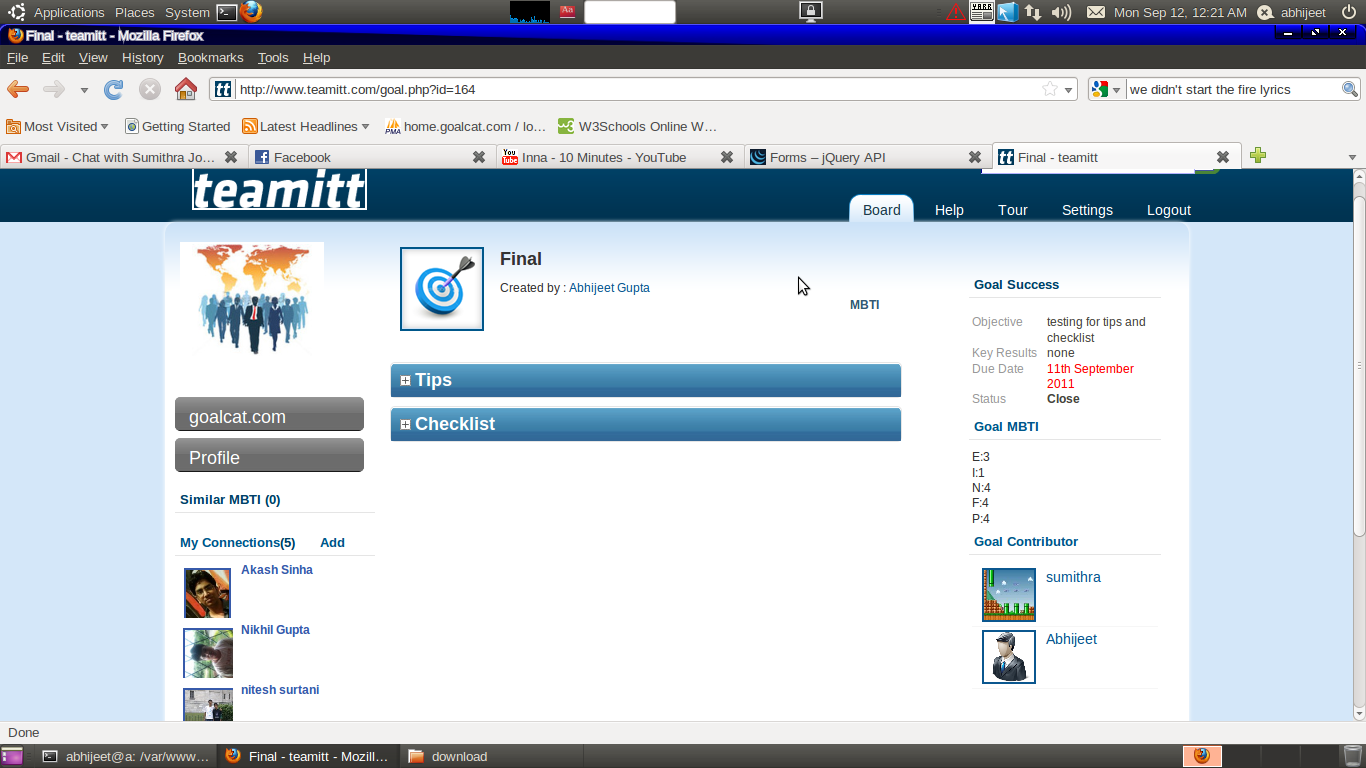 Applications Places System
Mon Sep 12, 12:21 AM abhijeet
Final - teamitt - Mozilla Firefox
File Edit View History Bookmarks Tools Help
tt http://www.teamitt.com/goal.php?id=164
we didn't start the fire lyrics
Most Visited Getting Started Latest Headlines PMA home.goalcat.com / lo... W3Schools Online W...
Gmail - Chat with Sumithra Jo... Facebook Inna - 10 Minutes - YouTube Forms – jQuery API Final - teamitt
teamitt
Board Help Tour Settings Logout
goalcat.com
Profile
Similar MBTI (0)
My Connections(5) Add
Akash Sinha
Nikhil Gupta
nitesh surtani
Final
Created by : Abhijeet Gupta
MBTI
Tips
Checklist
Goal Success
Objective testing for tips and
checklist
Key Results none
Due Date 11th September
2011
Status Close
Goal MBTI
E:3
I:1
N:4
F:4
P:4
Goal Contributor
sumithra
Abhijeet
Done
abhijeet@a: /var/www... Final - teamitt - Mozill... download